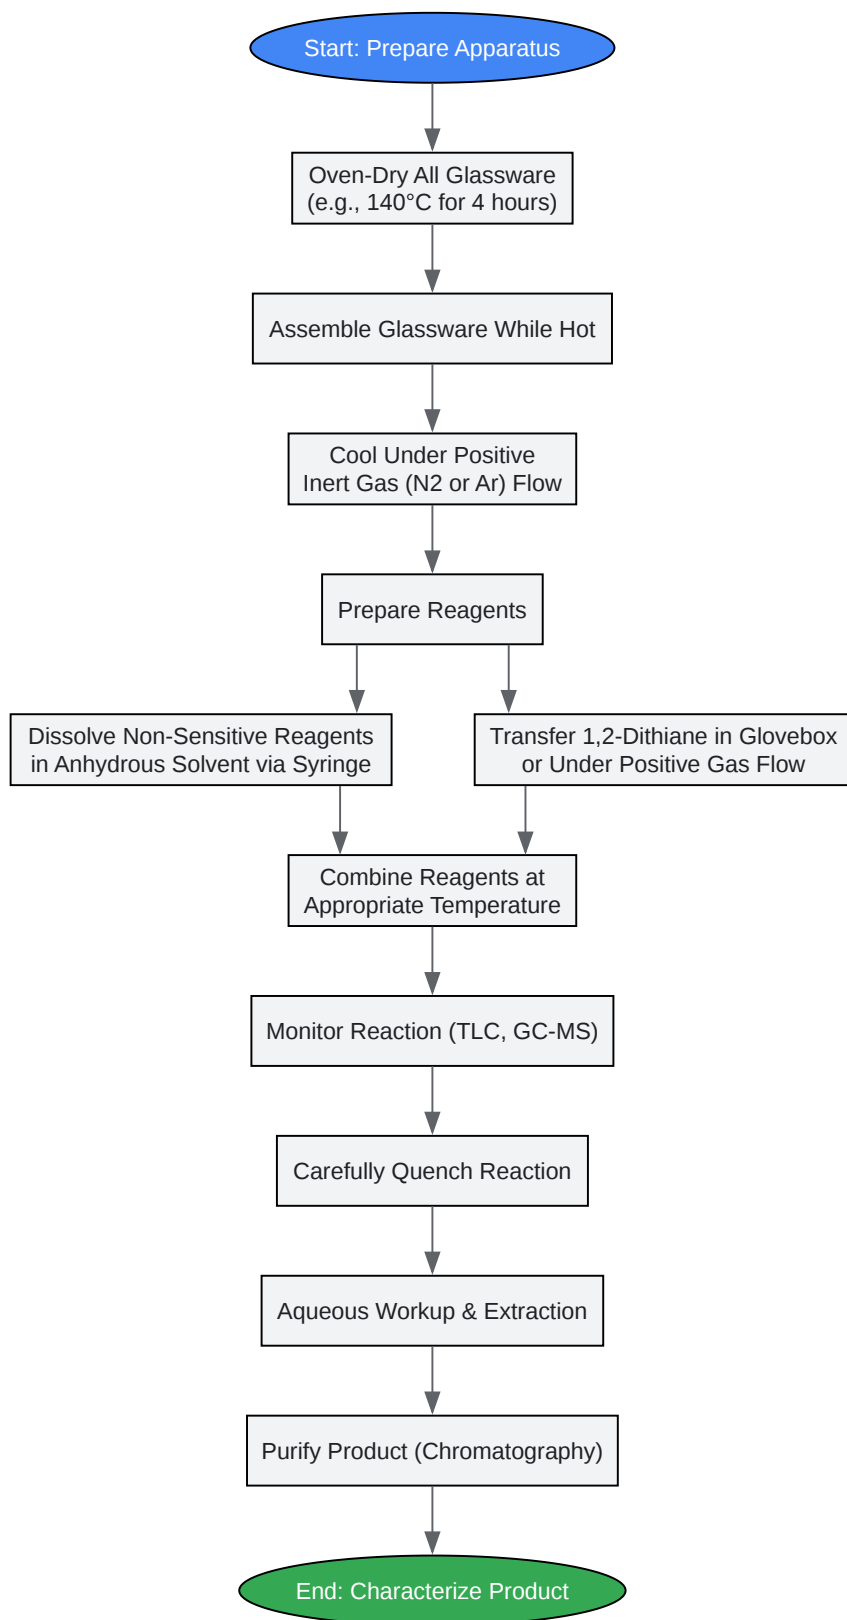 Start: Prepare Apparatus
Oven-Dry All Glassware
(e.g., 140°C for 4 hours)
Assemble Glassware While Hot
Cool Under Positive
Inert Gas (N2 or Ar) Flow
Prepare Reagents
Dissolve Non-Sensitive Reagents
in Anhydrous Solvent via Syringe
Transfer 1,2-Dithiane in Glovebox
or Under Positive Gas Flow
Combine Reagents at
Appropriate Temperature
Monitor Reaction (TLC, GC-MS)
Carefully Quench Reaction
Aqueous Workup & Extraction
Purify Product (Chromatography)
End: Characterize Product